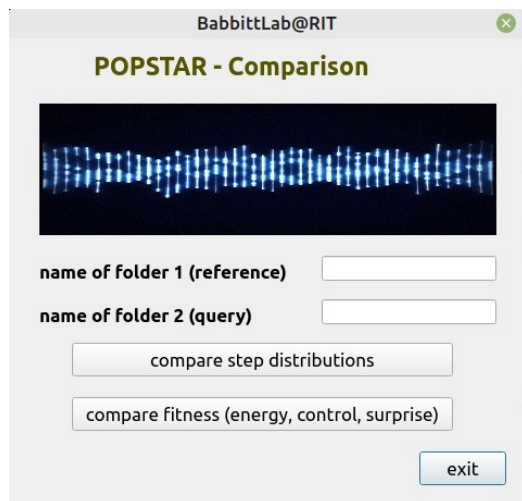 BabbittLab@RIT
POPSTAR - Comparison
name of folder 1 (reference)
name of folder 2 (query)
compare step distributions
compare fitness (energy, control, surprise)
exit